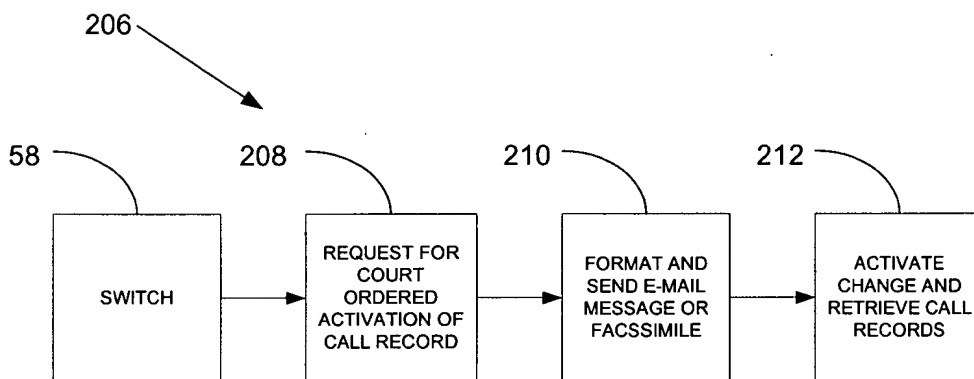 206
58
208
210
212
SWITCH
REQUEST FOR
COURT
ORDERED
ACTIVATION OF
CALL RECORD
FORMAT AND
SEND E-MAIL
MESSAGE OR
FACSSIMILE
ACTIVATE
CHANGE AND
RETRIEVE CALL
RECORDS